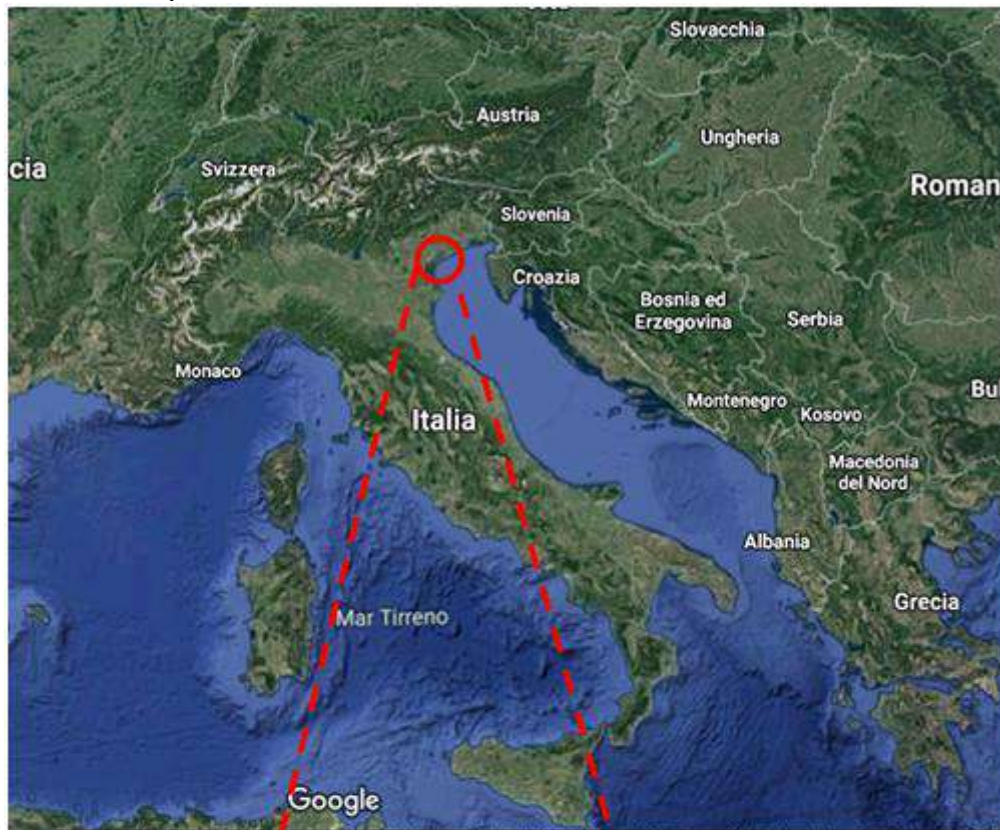 Slovacchia
Austria
Ungheria
cia
Svizzera
Roman
Slovenia
Croazia
Bosnia ed
Erzegovina
Serbia
Monaco
Bu
Montenegro
Kosovo
Italia
Macedonia
del Nord
Albania
Grecia
Mar Tirreno
Google